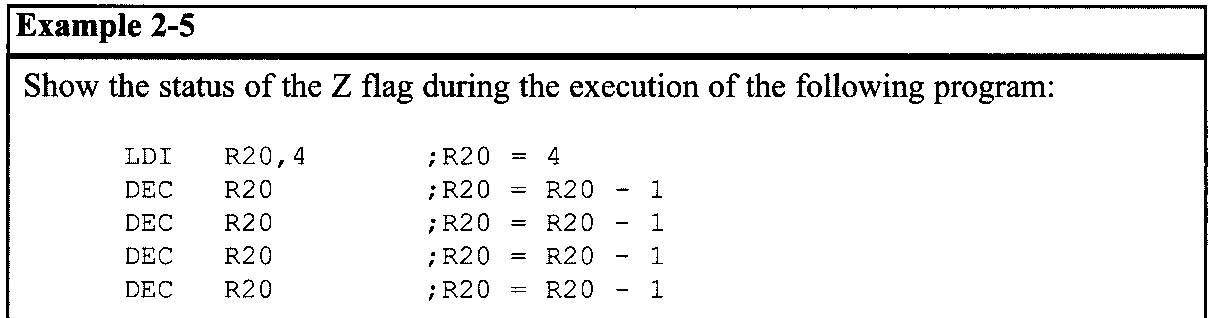 Example 2-5
Show the status of the Z flag during the execution of the following program:
LDI R20,4 ;R20 = 4
DEC R20 ;R20 = R20 - 1
DEC R20 ;R20 = R20 - 1
DEC R20 ;R20 = R20 - 1
DEC R20 ;R20 = R20 - 1